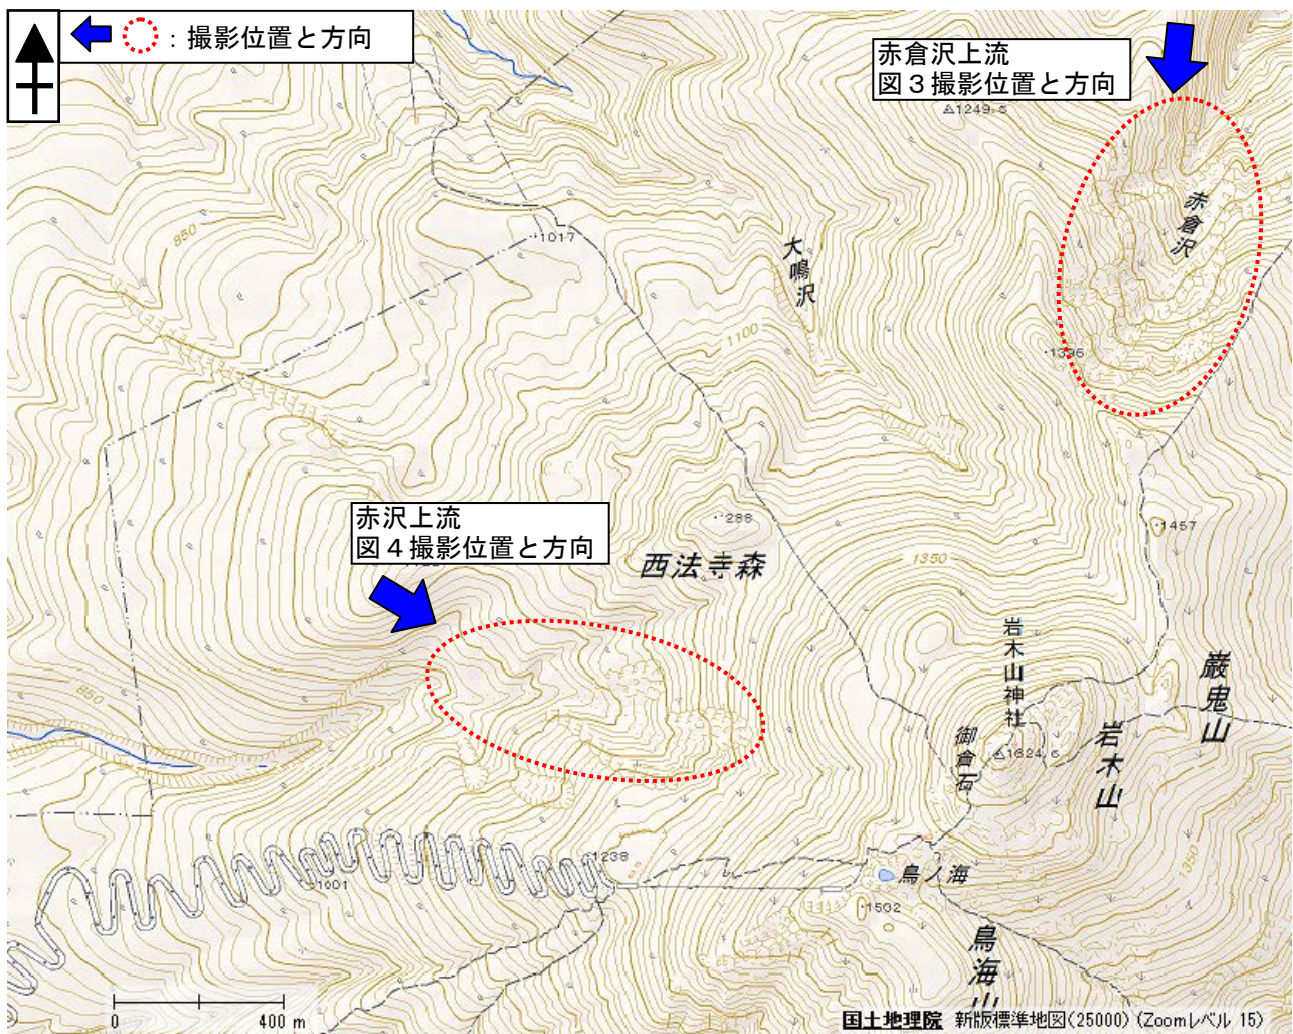 ：撮影位置と方向
赤倉沢上流
図３撮影位置と方向
1249.5
赤倉沢
1017
850
大鳴沢
1100
1396
赤沢上流
図４撮影位置と方向
288
西法寺森
1457
1350
岩木山神社
巌鬼山
850
御倉石
1624.6
岩木山
1238
1001
鳥ノ海
1350
1502
鳥海山
0
400 m
国土地理院 新版標準地図(25000) (Zoomレベル 15)